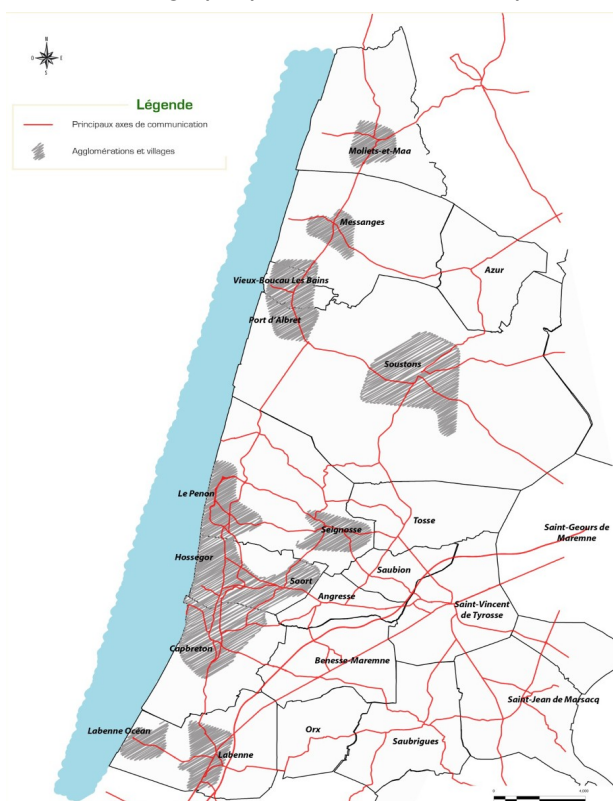 N
O
E
S
Légende
Principaux axes de communication
Agglomérations et villages
Moliets-et-Maa
Messanges
Azur
Vieux-Boucau Les Bains
Port d'Albret
Soustons
Le Penon
Seignosse
Tosse
Saint-Geours de
Maremne
Hossegor
Soort
Saubion
Angresse
Saint-Vincent
de Tyrosse
Capbreton
Benesse-Maremne
Saint-Jean de Marsacq
Labenne Océan
Labenne
Orx
Saubrigues
0
4,000